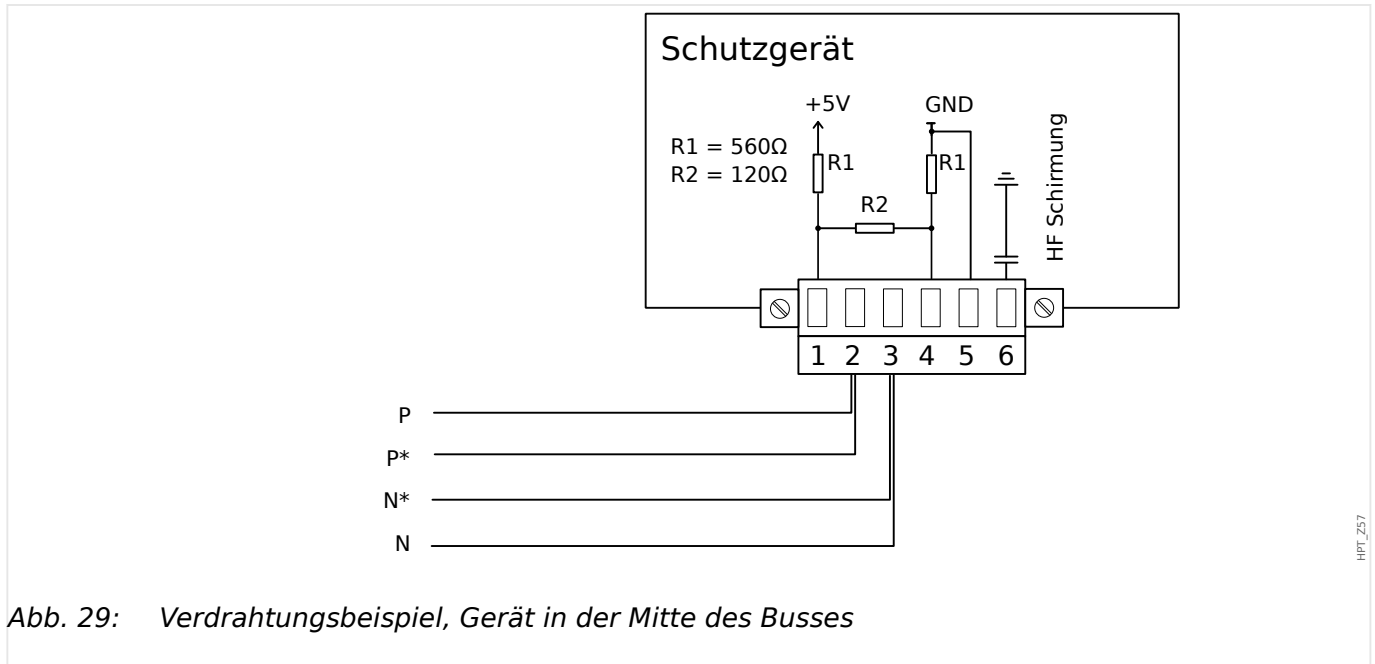 Schutzgerät
+5V
GND
R1 = 560Ω
R2 = 120Ω
R1
R1
R2
HF Schirmung
1 2 3 4 5 6
P
P*
N*
N
HPT_Z57
Abb. 29: Verdrahtungsbeispiel, Gerät in der Mitte des Busses